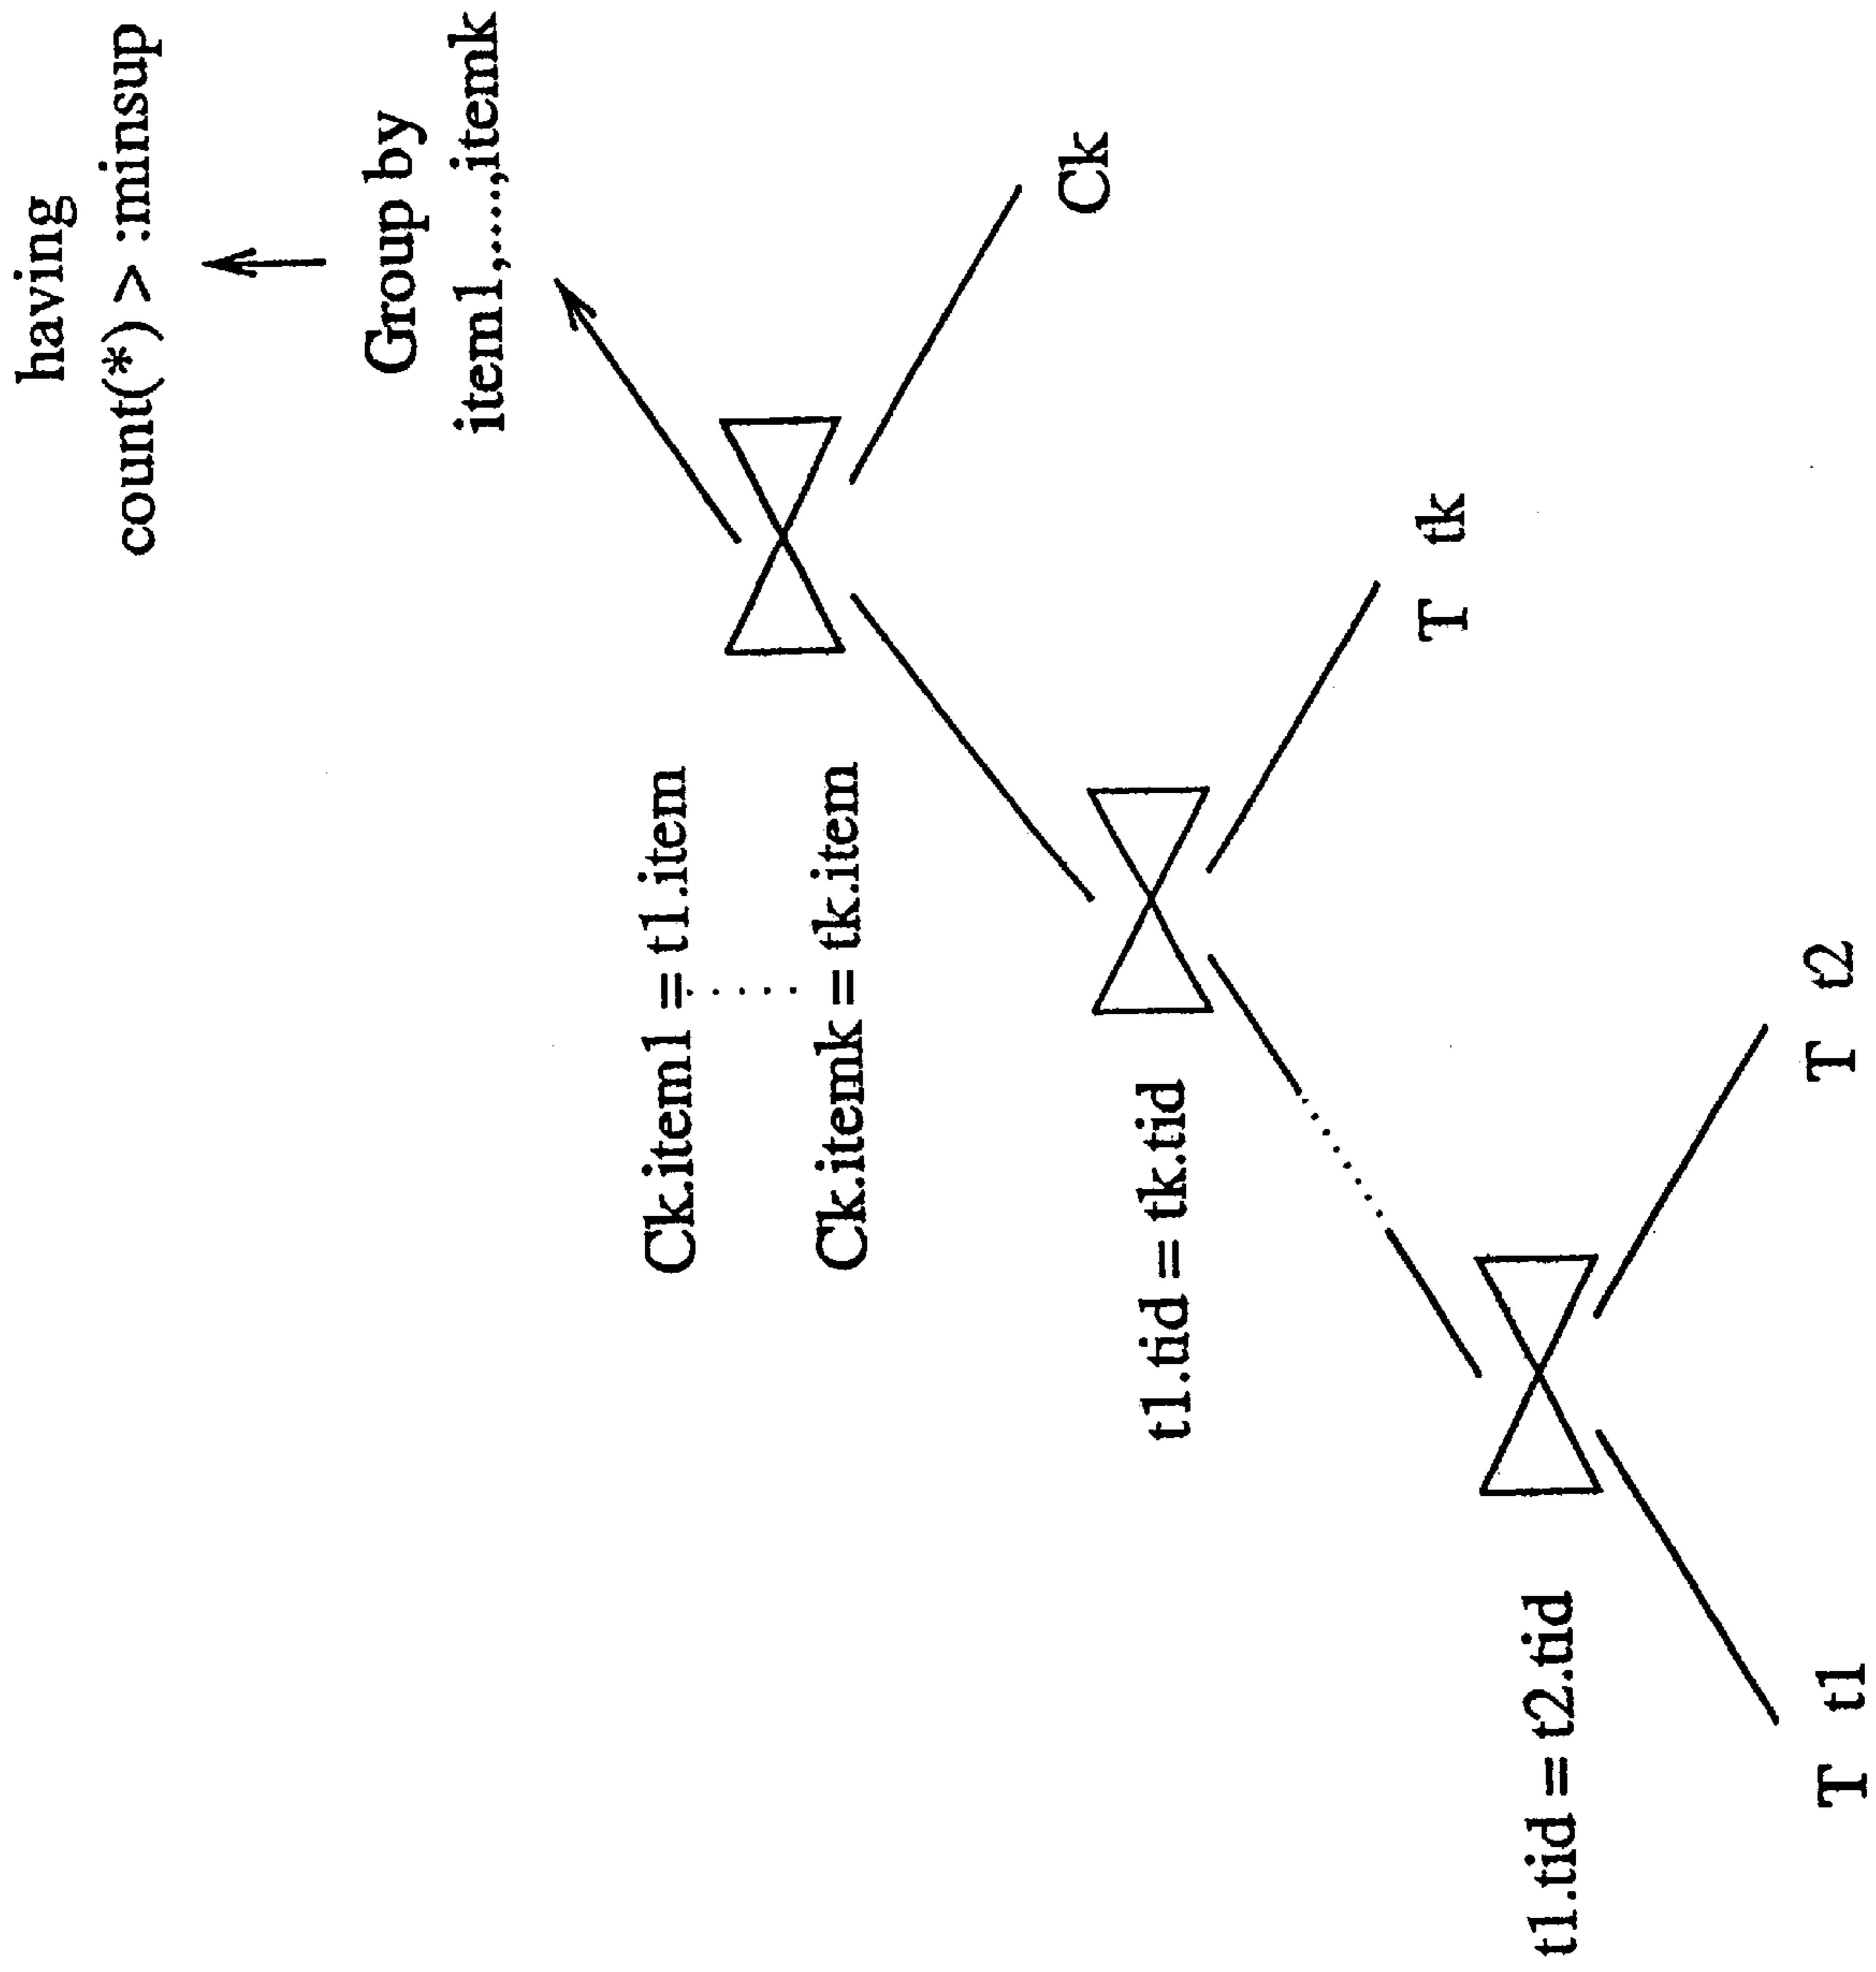 having
count(*) > :minsup
Group by
item1,.....,itemk
Ck.item1 = t1.item
. . . . .
Ck.itemk = tk.item
Ck
t1.tid = tk.tid
T tk
t1.tid = t2.tid
T t2
T t1